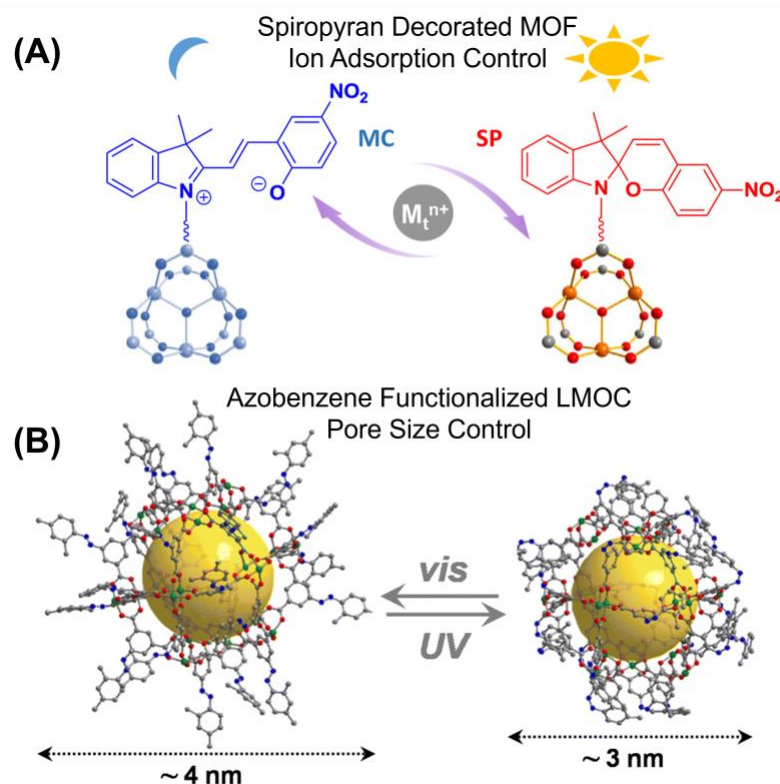 (A)
Spiropyran Decorated MOF
Ion Adsorption Control
NO₂
MC
SP
N
⊕
⊖
O
N
O
NO₂
Mₜⁿ⁺
Azobenzene Functionalized LMOC
Pore Size Control
(B)
vis
UV
~ 4 nm
~ 3 nm